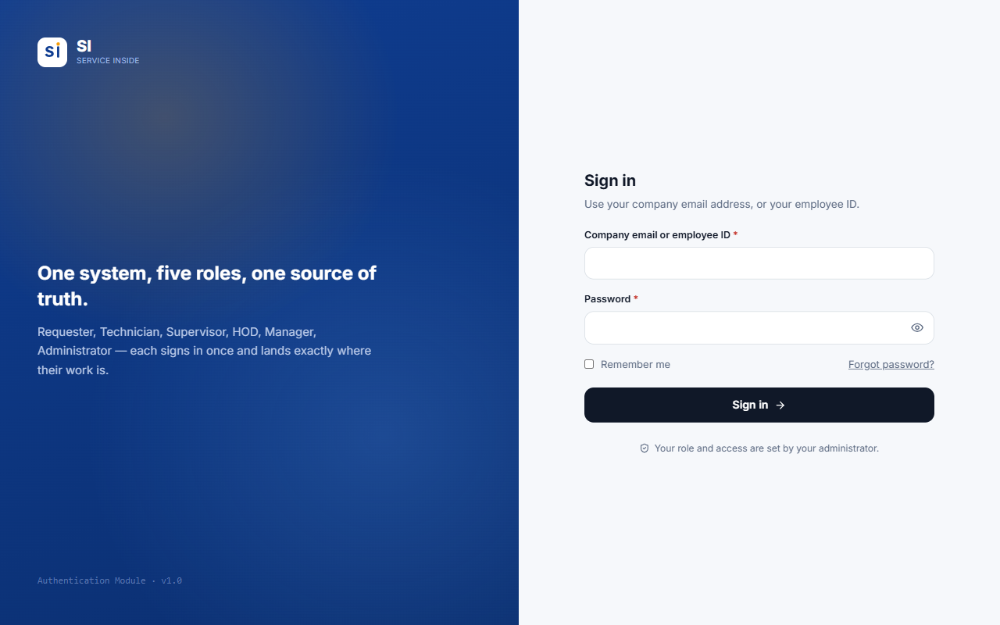 Si
SI
SERVICE INSIDE
One system, five roles, one source of
truth.
Requester, Technician, Supervisor, HOD, Manager,
Administrator — each signs in once and lands exactly where
their work is.
Authentication Module · v1.0
Sign in
Use your company email address, or your employee ID.
Company email or employee ID *
Password *
Remember me
Forgot password?
Sign in →
Your role and access are set by your administrator.